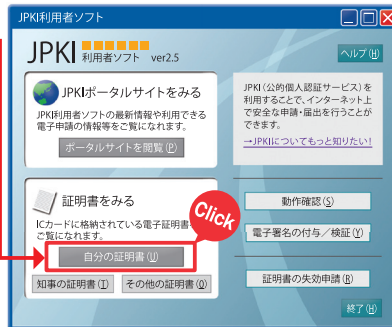 JPKI利用者ソフト
JPKI 利用者ソフト ver2.5
ヘルプ(H)
JPKIポータルサイトをみる
JPKI利用者ソフトの最新情報や利用できる
電子申請の情報等をご覧になれます。
ポータルサイトを閲覧(P)
JPKI（公的個人認証サービス）を
利用することで、インターネット上
で安全な申請・届出を行うことが
できます。
→JPKIについてもっと知りたい!
証明書をみる
ICカードに格納されている電子証明書
ご覧になれます。
Click
自分の証明書(U)
知事の証明書(I) その他の証明書(O)
動作確認(S)
電子署名の付与／検証(Y)
証明書の失効申請(R)
終了(H)